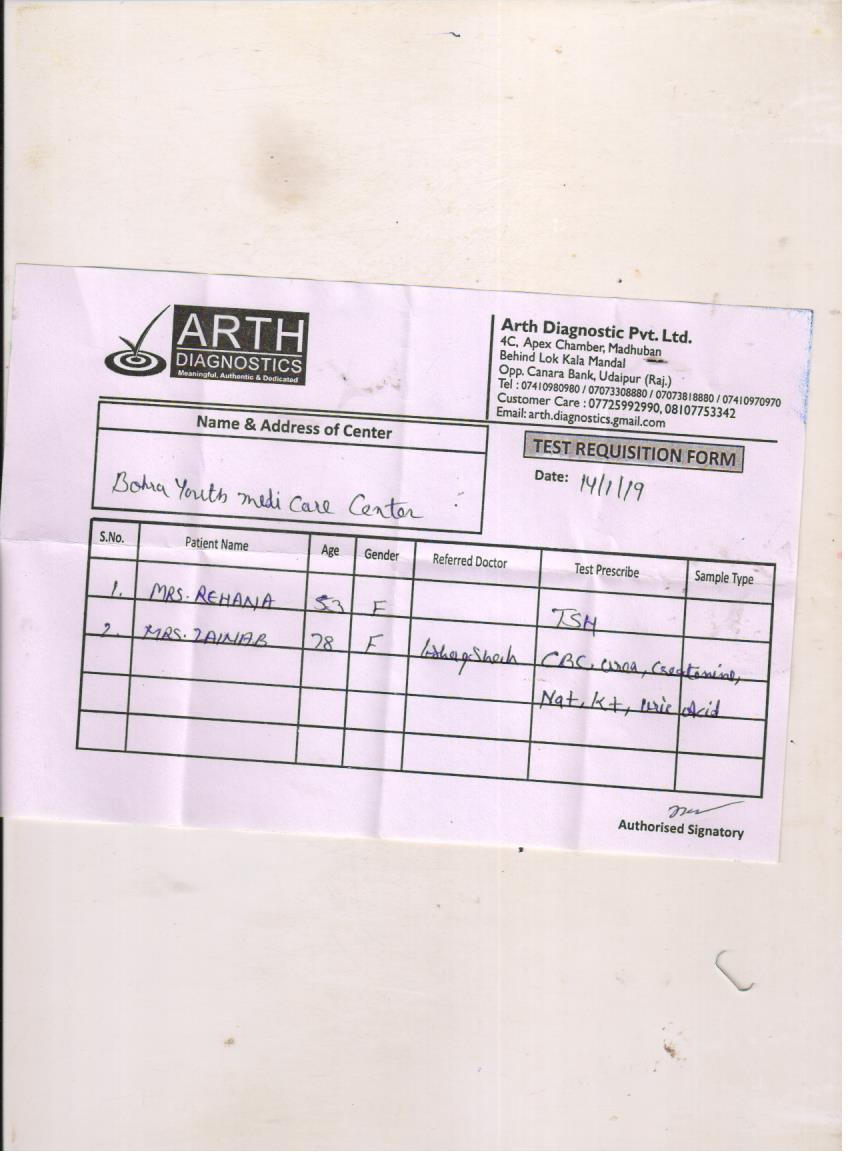 ARTH
DIAGNOSTICS
Meaningful, Authentic & Dedicated
Arth Diagnostic Pvt. Ltd.
4C, Apex Chamber, Madhuban
Behind Lok Kala Mandal
Opp. Canara Bank, Udaipur (Raj.)
Tel : 07410980980 / 07073308880 / 07073818880 / 07410970970
Customer Care : 07725992990, 08107753342
Email: arth.diagnostics.gmail.com
Name & Address of Center
Bohra Youth medi Care Center
TEST REQUISITION FORM
Date: 14/1/19
S.No. Patient Name Age Gender Referred Doctor Test Prescribe Sample Type
1. MRS. REHANA 53 F TSH
2. MRS. ZAINAB 78 F CBC, urea, Creatonine,
Na+, K+, Uric Acid
Authorised Signatory